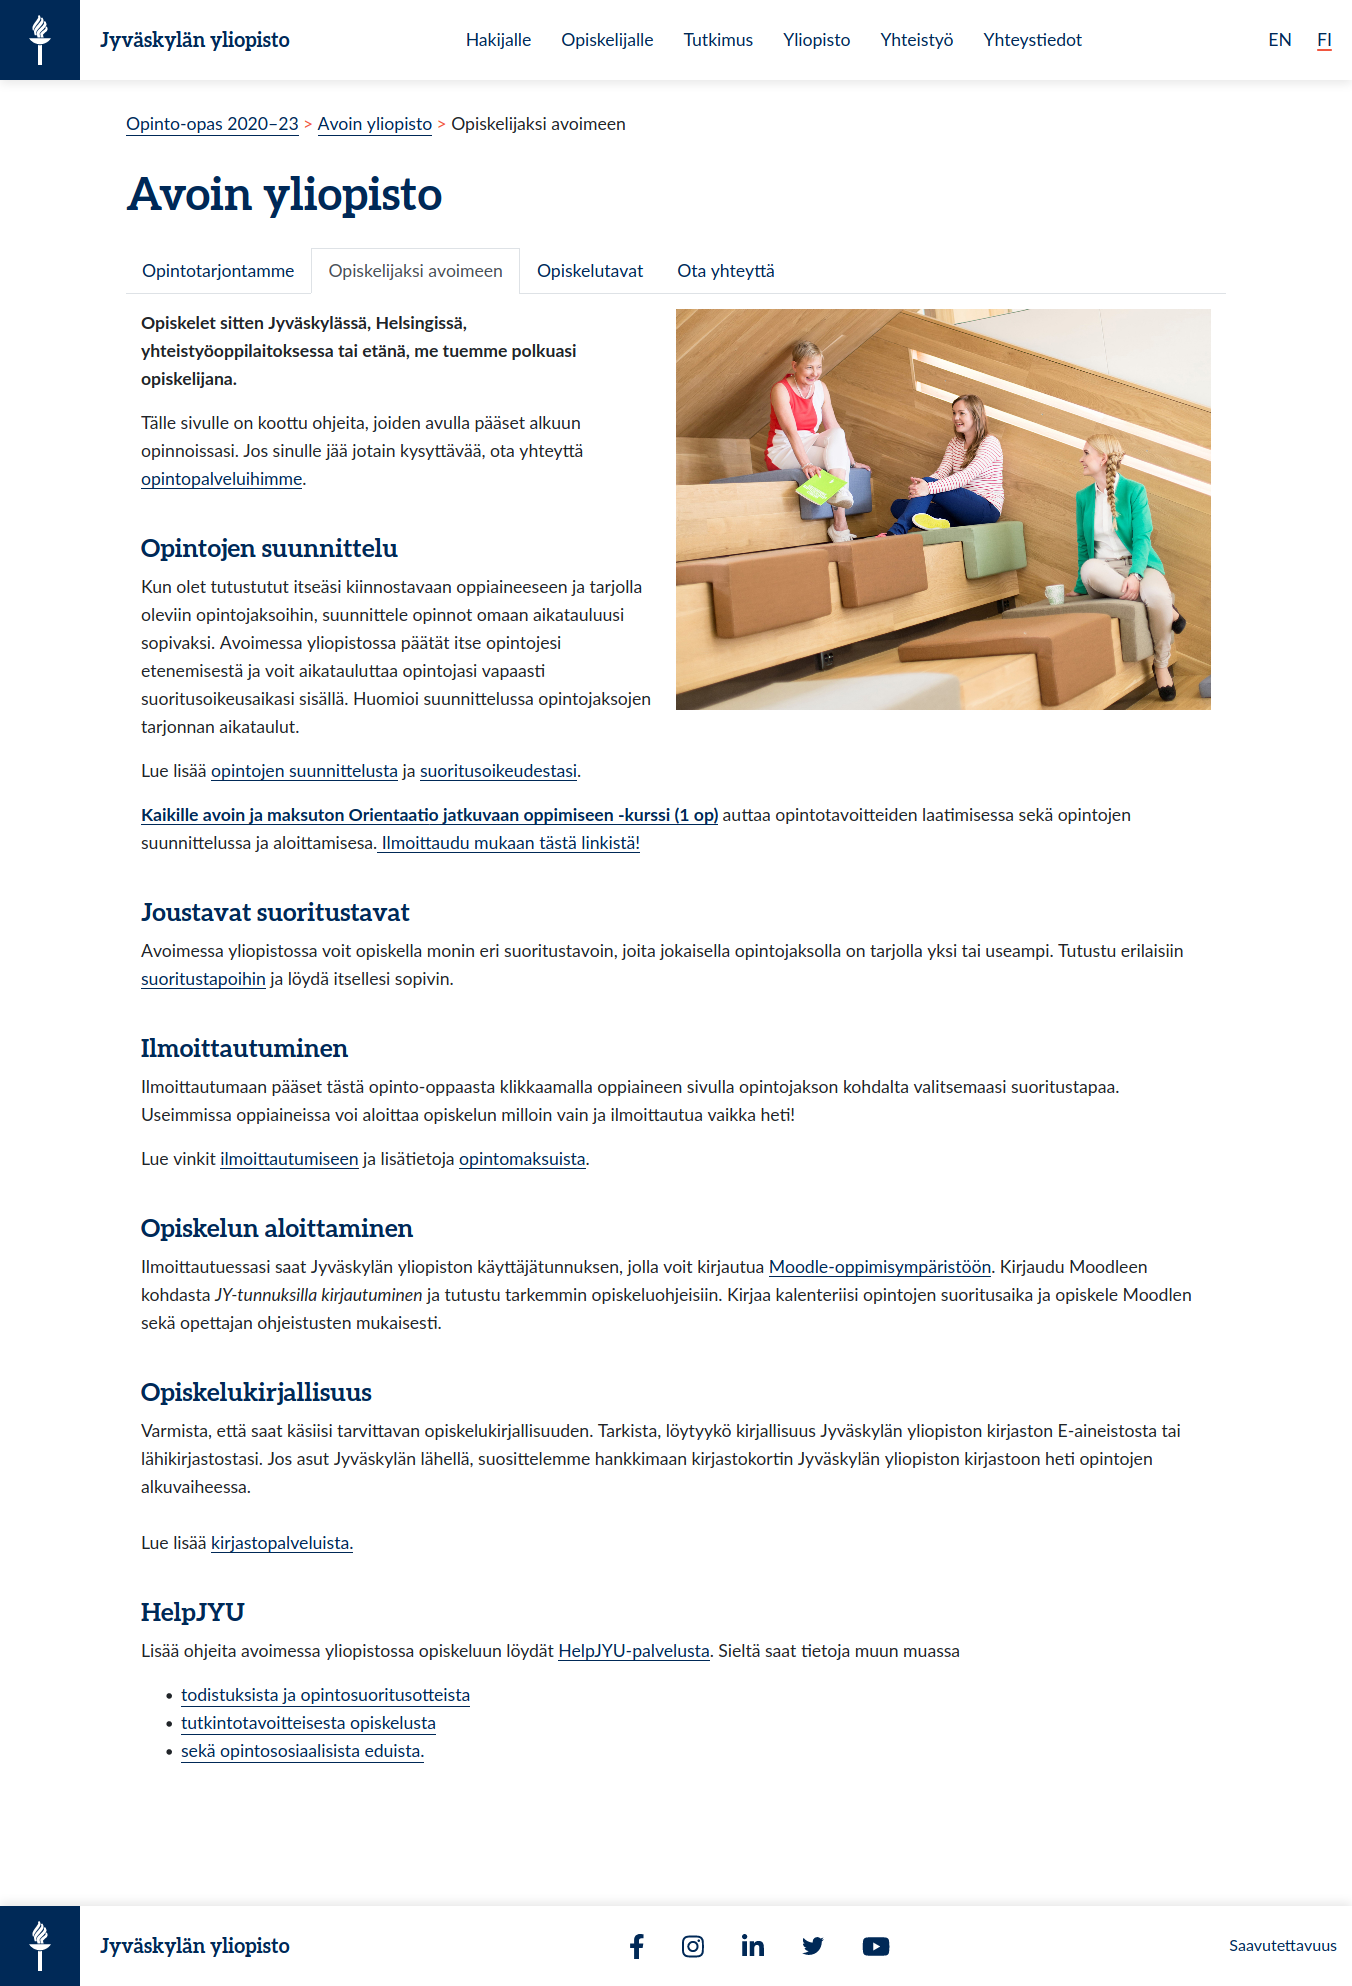 Jyväskylän yliopisto
Hakijalle Opiskelijalle Tutkimus Yliopisto Yhteistyö Yhteystiedot
EN FI
Opinto-opas 2020–23 > Avoin yliopisto > Opiskelijaksi avoimeen
Avoin yliopisto
Opintotarjontamme Opiskelijaksi avoimeen Opiskelutavat Ota yhteyttä
Opiskelet sitten Jyväskylässä, Helsingissä,
yhteistyöoppilaitoksessa tai etänä, me tuemme polkuasi
opiskelijana.
Tälle sivulle on koottu ohjeita, joiden avulla pääset alkuun
opinnoissasi. Jos sinulle jää jotain kysyttävää, ota yhteyttä
opintopalveluihimme.
Opintojen suunnittelu
Kun olet tutustutut itseäsi kiinnostavaan oppiaineeseen ja tarjolla
oleviin opintojaksoihin, suunnittele opinnot omaan aikatauluusi
sopivaksi. Avoimessa yliopistossa päätät itse opintojesi
etenemisestä ja voit aikatauluttaa opintojasi vapaasti
suoritusoikeusaikasi sisällä. Huomioi suunnittelussa opintojaksojen
tarjonnan aikataulut.
Lue lisää opintojen suunnittelusta ja suoritusoikeudestasi.
Kaikille avoin ja maksuton Orientaatio jatkuvaan oppimiseen -kurssi (1 op) auttaa opintotavoitteiden laatimisessa sekä opintojen
suunnittelussa ja aloittamisesa. Ilmoittaudu mukaan tästä linkistä!
Joustavat suoritustavat
Avoimessa yliopistossa voit opiskella monin eri suoritustavoin, joita jokaisella opintojaksolla on tarjolla yksi tai useampi. Tutustu erilaisiin
suoritustapoihin ja löydä itsellesi sopivin.
Ilmoittautuminen
Ilmoittautumaan pääset tästä opinto-oppaasta klikkaamalla oppiaineen sivulla opintojakson kohdalta valitsemaasi suoritustapaa.
Useimmissa oppiaineissa voi aloittaa opiskelun milloin vain ja ilmoittautua vaikka heti!
Lue vinkit ilmoittautumiseen ja lisätietoja opintomaksuista.
Opiskelun aloittaminen
Ilmoittautuessasi saat Jyväskylän yliopiston käyttäjätunnuksen, jolla voit kirjautua Moodle-oppimisympäristöön. Kirjaudu Moodleen
kohdasta JY-tunnuksilla kirjautuminen ja tutustu tarkemmin opiskeluohjeisiin. Kirjaa kalenteriisi opintojen suoritusaika ja opiskele Moodlen
sekä opettajan ohjeistusten mukaisesti.
Opiskelukirjallisuus
Varmista, että saat käsiisi tarvittavan opiskelukirjallisuuden. Tarkista, löytyykö kirjallisuus Jyväskylän yliopiston kirjaston E-aineistosta tai
lähikirjastostasi. Jos asut Jyväskylän lähellä, suosittelemme hankkimaan kirjastokortin Jyväskylän yliopiston kirjastoon heti opintojen
alkuvaiheessa.
Lue lisää kirjastopalveluista.
HelpJYU
Lisää ohjeita avoimessa yliopistossa opiskeluun löydät HelpJYU-palvelusta. Sieltä saat tietoja muun muassa
• todistuksista ja opintosuoritusotteista
• tutkintotavoitteisesta opiskelusta
• sekä opintososiaalisista eduista.
Jyväskylän yliopisto
Saavutettavuus